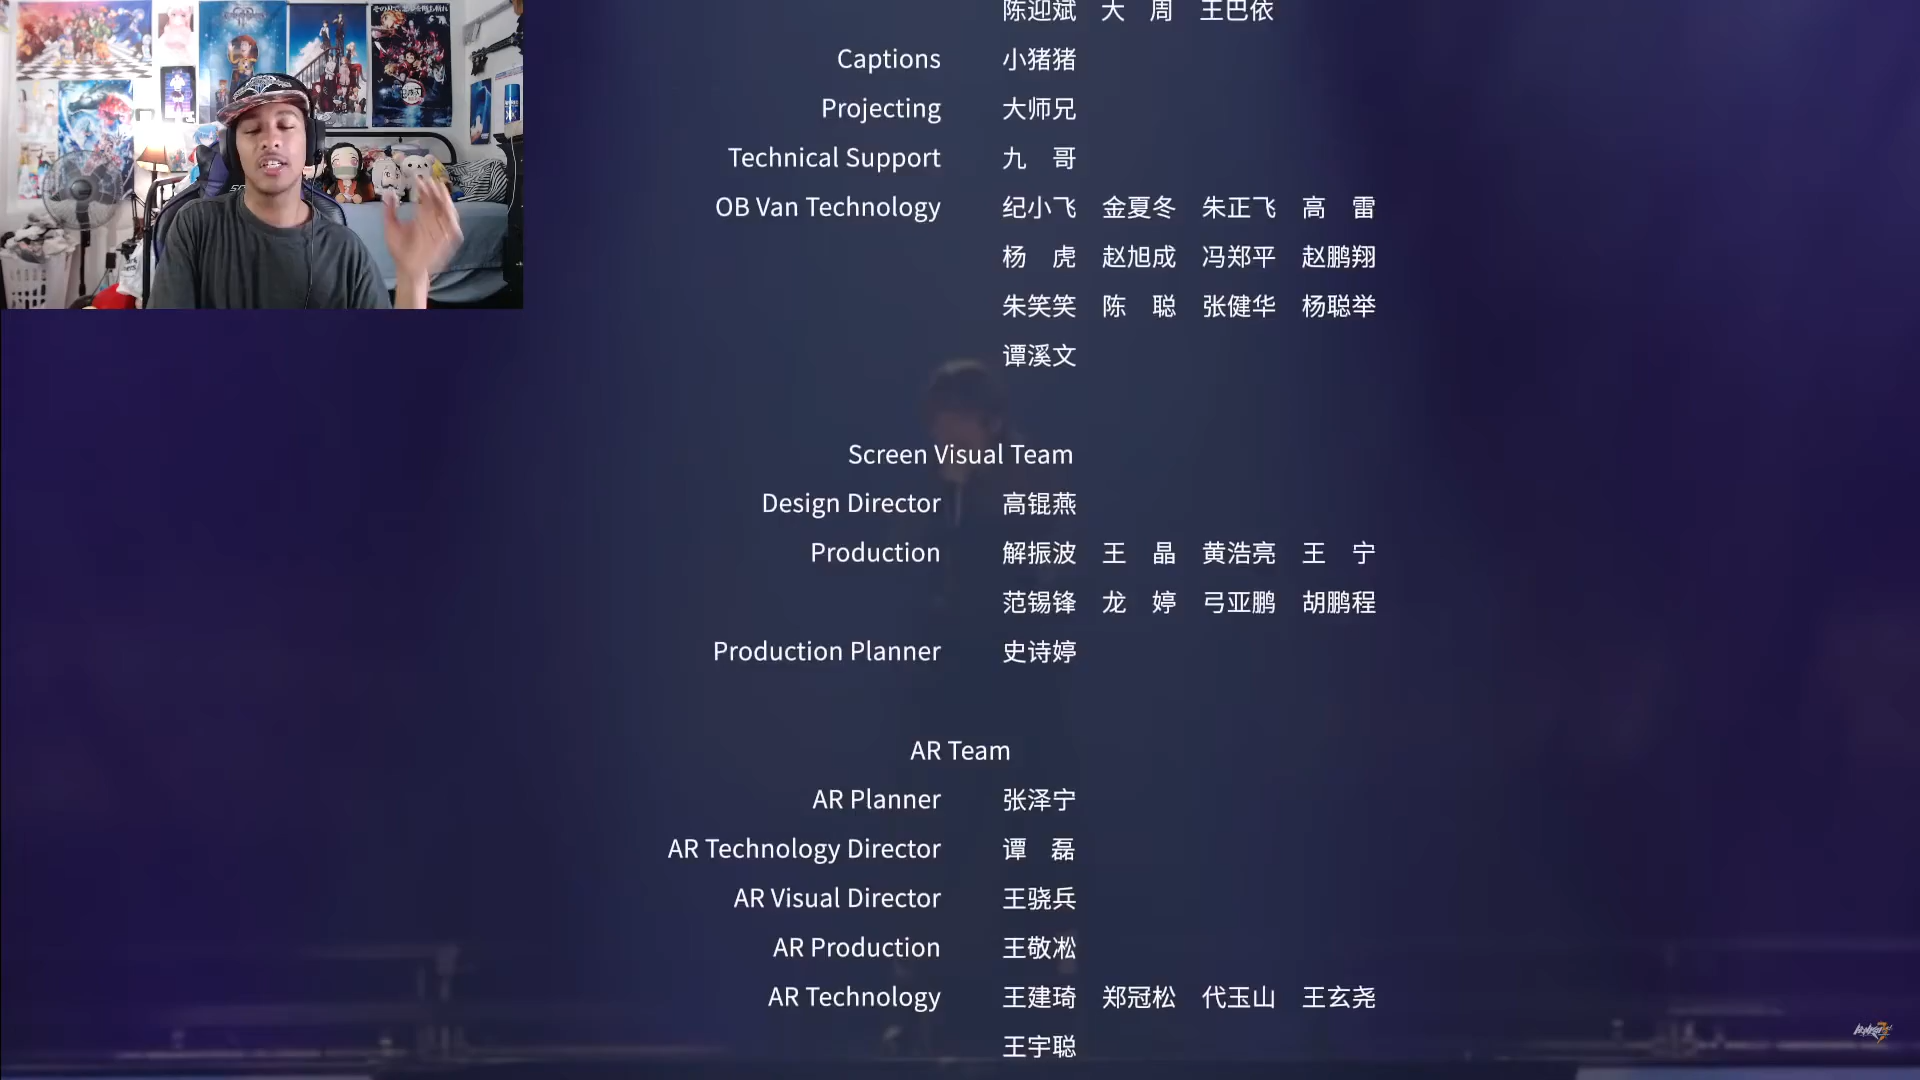 陈迎斌 大 周 王巴依
Captions 小猪猪
Projecting 大师兄
Technical Support 九 哥
OB Van Technology 纪小飞 金夏冬 朱正飞 高 雷
杨 虎 赵旭成 冯郑平 赵鹏翔
朱笑笑 陈 聪 张健华 杨聪举
谭溪文
Screen Visual Team
Design Director 高锟燕
Production 解振波 王 晶 黄浩亮 王 宁
范锡锋 龙 婷 弓亚鹏 胡鹏程
Production Planner 史诗婷
AR Team
AR Planner 张泽宁
AR Technology Director 谭 磊
AR Visual Director 王骁兵
AR Production 王敬凇
AR Technology 王建琦 郑冠松 代玉山 王玄尧
王宇聪